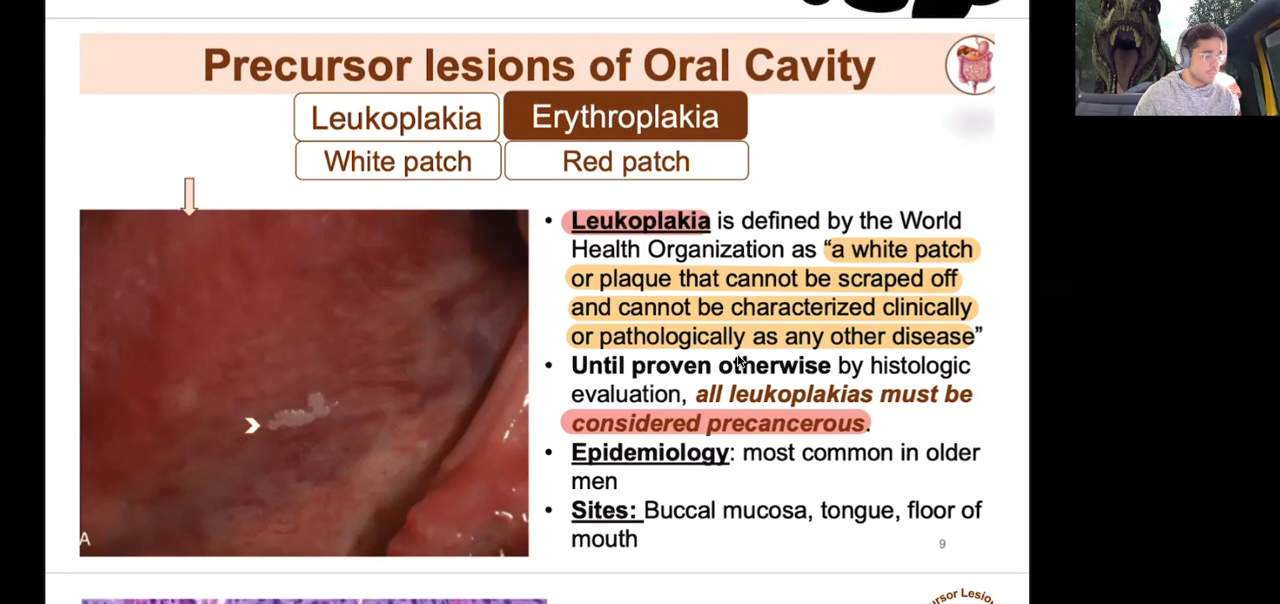 Precursor lesions of Oral Cavity
Leukoplakia
Erythroplakia
White patch
Red patch
• Leukoplakia is defined by the World
Health Organization as “a white patch
or plaque that cannot be scraped off
and cannot be characterized clinically
or pathologically as any other disease”
• Until proven otherwise by histologic
evaluation, all leukoplakias must be
considered precancerous.
• Epidemiology: most common in older
men
• Sites: Buccal mucosa, tongue, floor of
mouth
A
9